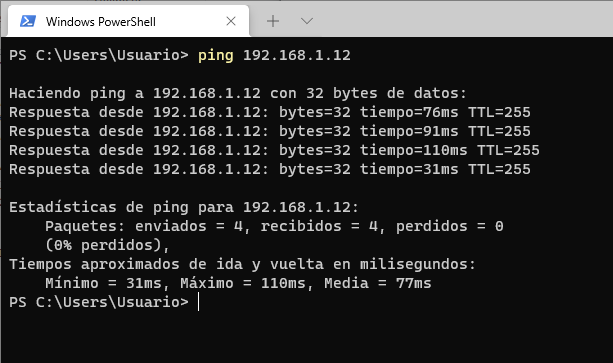 Windows PowerShell
PS C:\Users\Usuario> ping 192.168.1.12
Haciendo ping a 192.168.1.12 con 32 bytes de datos:
Respuesta desde 192.168.1.12: bytes=32 tiempo=76ms TTL=255
Respuesta desde 192.168.1.12: bytes=32 tiempo=91ms TTL=255
Respuesta desde 192.168.1.12: bytes=32 tiempo=110ms TTL=255
Respuesta desde 192.168.1.12: bytes=32 tiempo=31ms TTL=255
Estadísticas de ping para 192.168.1.12:
    Paquetes: enviados = 4, recibidos = 4, perdidos = 0
    (0% perdidos),
Tiempos aproximados de ida y vuelta en milisegundos:
    Mínimo = 31ms, Máximo = 110ms, Media = 77ms
PS C:\Users\Usuario>